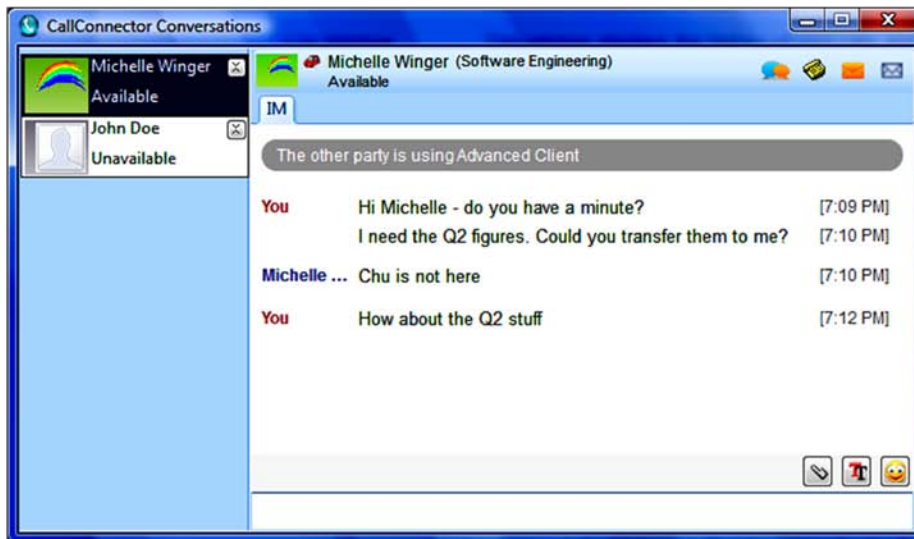 CallConnector Conversations
Michelle Winger
Available
John Doe
Unavailable
Michelle Winger (Software Engineering)
Available
IM
The other party is using Advanced Client
You Hi Michelle - do you have a minute? [7:09 PM]
I need the Q2 figures. Could you transfer them to me? [7:10 PM]
Michelle ... Chu is not here [7:10 PM]
You How about the Q2 stuff [7:12 PM]